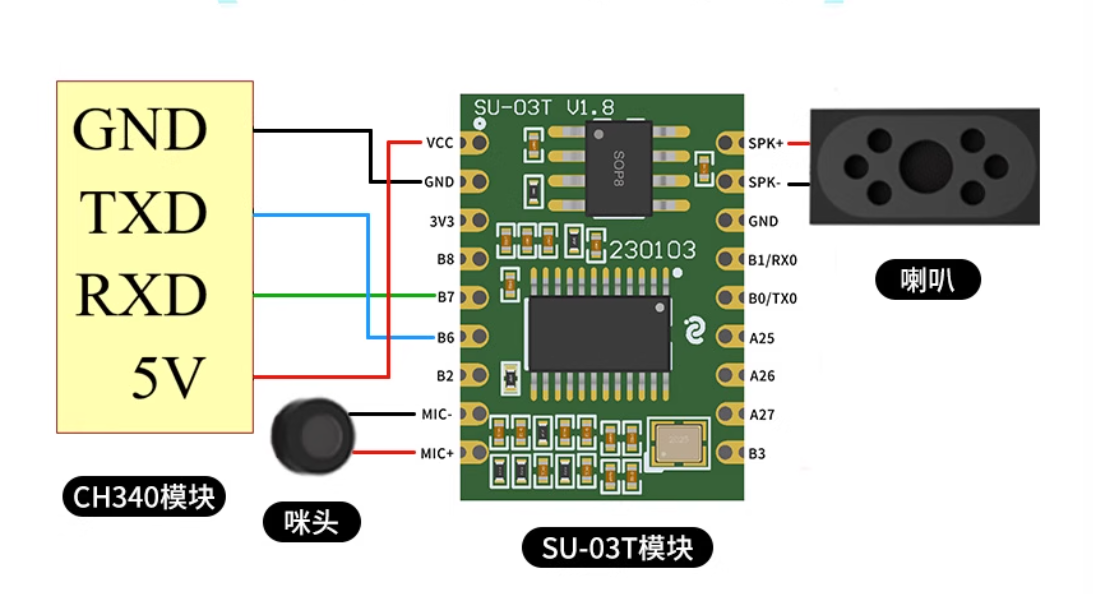 GND
TXD
RXD
5V
CH340模块
咪头
VCC
GND
3V3
B8
B7
B6
B2
MIC-
MIC+
SU-03T V1.8
SOP8
230103
SPK+
SPK-
GND
B1/RX0
B0/TX0
A25
A26
A27
B3
喇叭
SU-03T模块